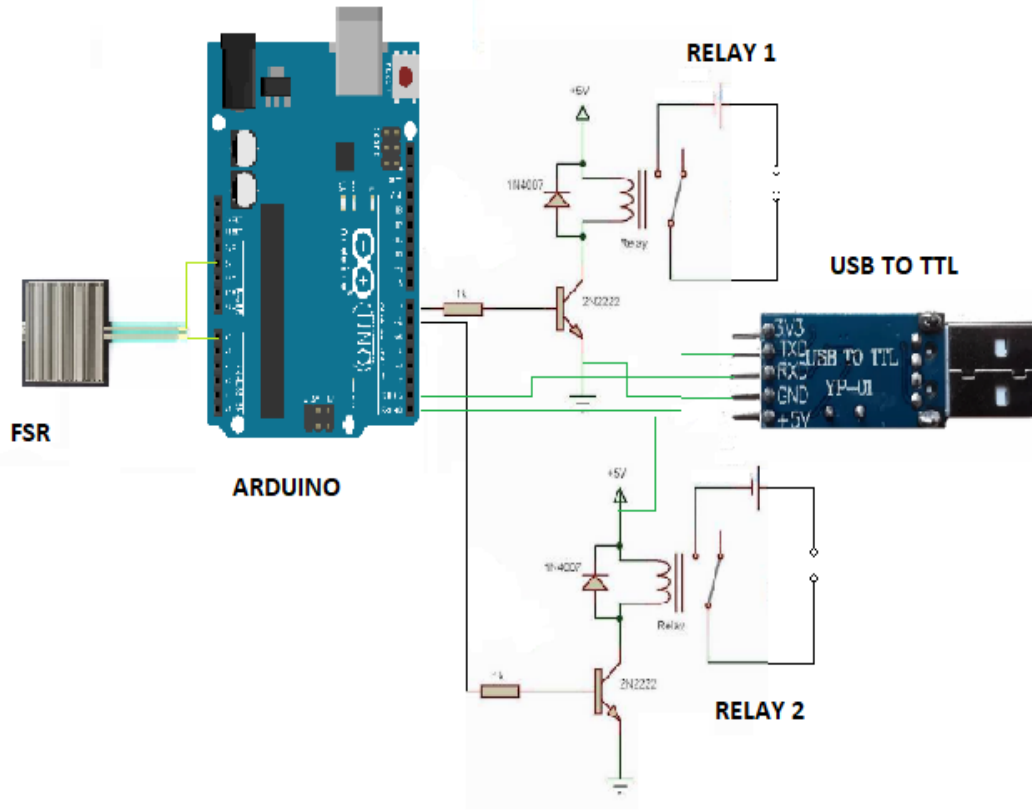 RELAY 1
+5V
1N4007
Relay
1k
2N2222
USB TO TTL
3V3
TXD
RXD
GND
+5V
USB TO TTL
YP-01
FSR
ARDUINO
+5V
1N4007
Relay
1k
2N2222
RELAY 2